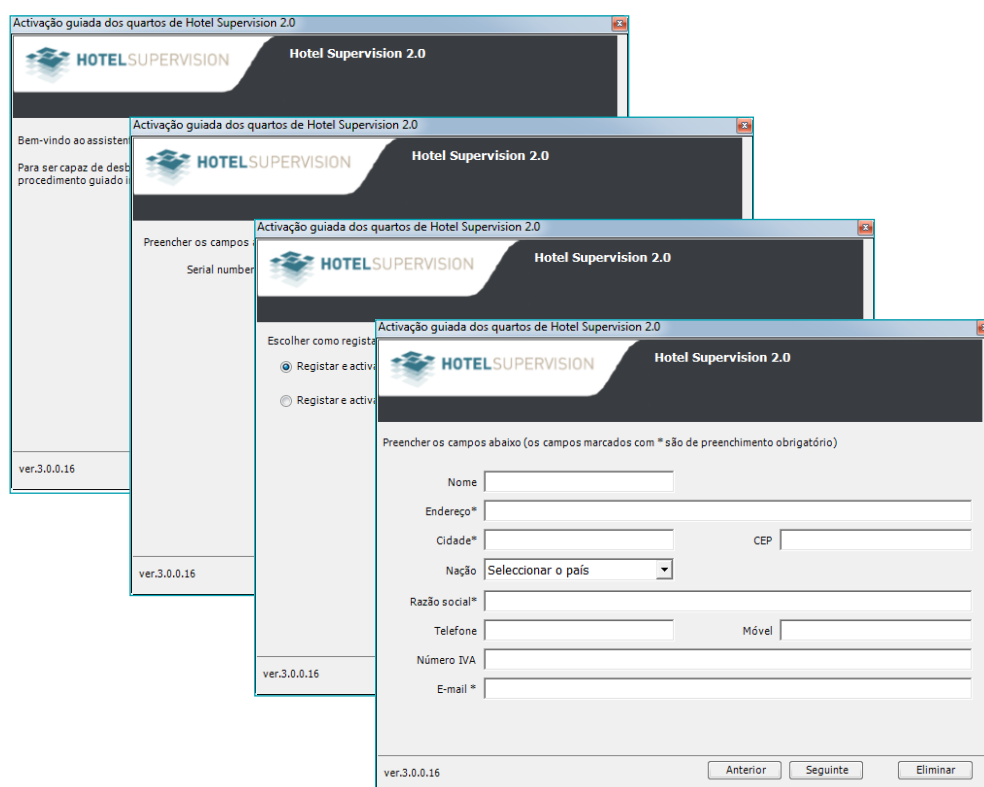 Activação guiada dos quartos de Hotel Supervision 2.0
HOTELSUPERVISION
Hotel Supervision 2.0
Bem-vindo ao assisten
Para ser capaz de desb
procedimento guiado i
ver.3.0.0.16
Activação guiada dos quartos de Hotel Supervision 2.0
HOTELSUPERVISION
Hotel Supervision 2.0
Preencher os campos
Serial number
ver.3.0.0.16
Activação guiada dos quartos de Hotel Supervision 2.0
HOTELSUPERVISION
Hotel Supervision 2.0
Escolher como regista
Registar e activa
Registar e activa
ver.3.0.0.16
Activação guiada dos quartos de Hotel Supervision 2.0
HOTELSUPERVISION
Hotel Supervision 2.0
Preencher os campos abaixo (os campos marcados com * são de preenchimento obrigatório)
Nome
Endereço*
Cidade* CEP
Nação Seleccionar o país
Razão social*
Telefone Móvel
Número IVA
E-mail *
ver.3.0.0.16 Anterior Seguinte Eliminar